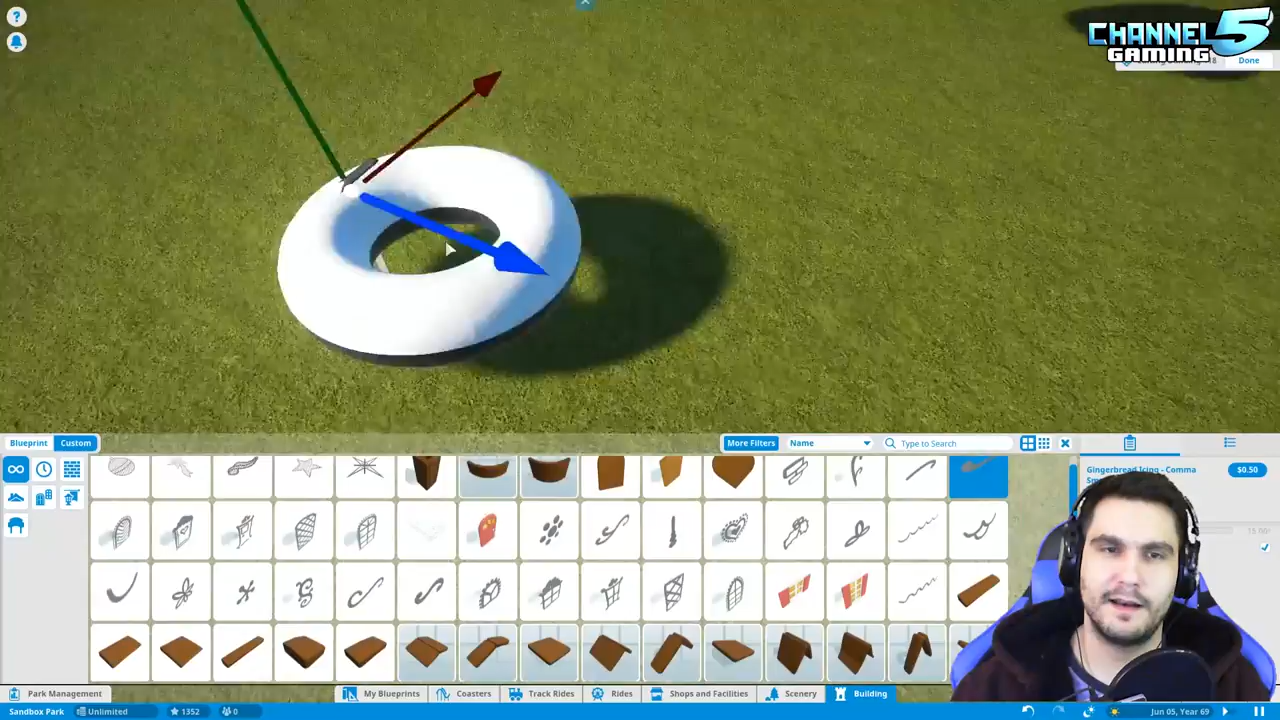 ?
CHANNEL 5
GAMING
Done
Blueprint
Custom
More Filters
Name
Type to Search
Gingerbread Icing - Comma
$0.50
Park Management
My Blueprints
Coasters
Track Rides
Rides
Shops and Facilities
Scenery
Building
Sandbox Park
Unlimited
1352
0
Jun 05, Year 69